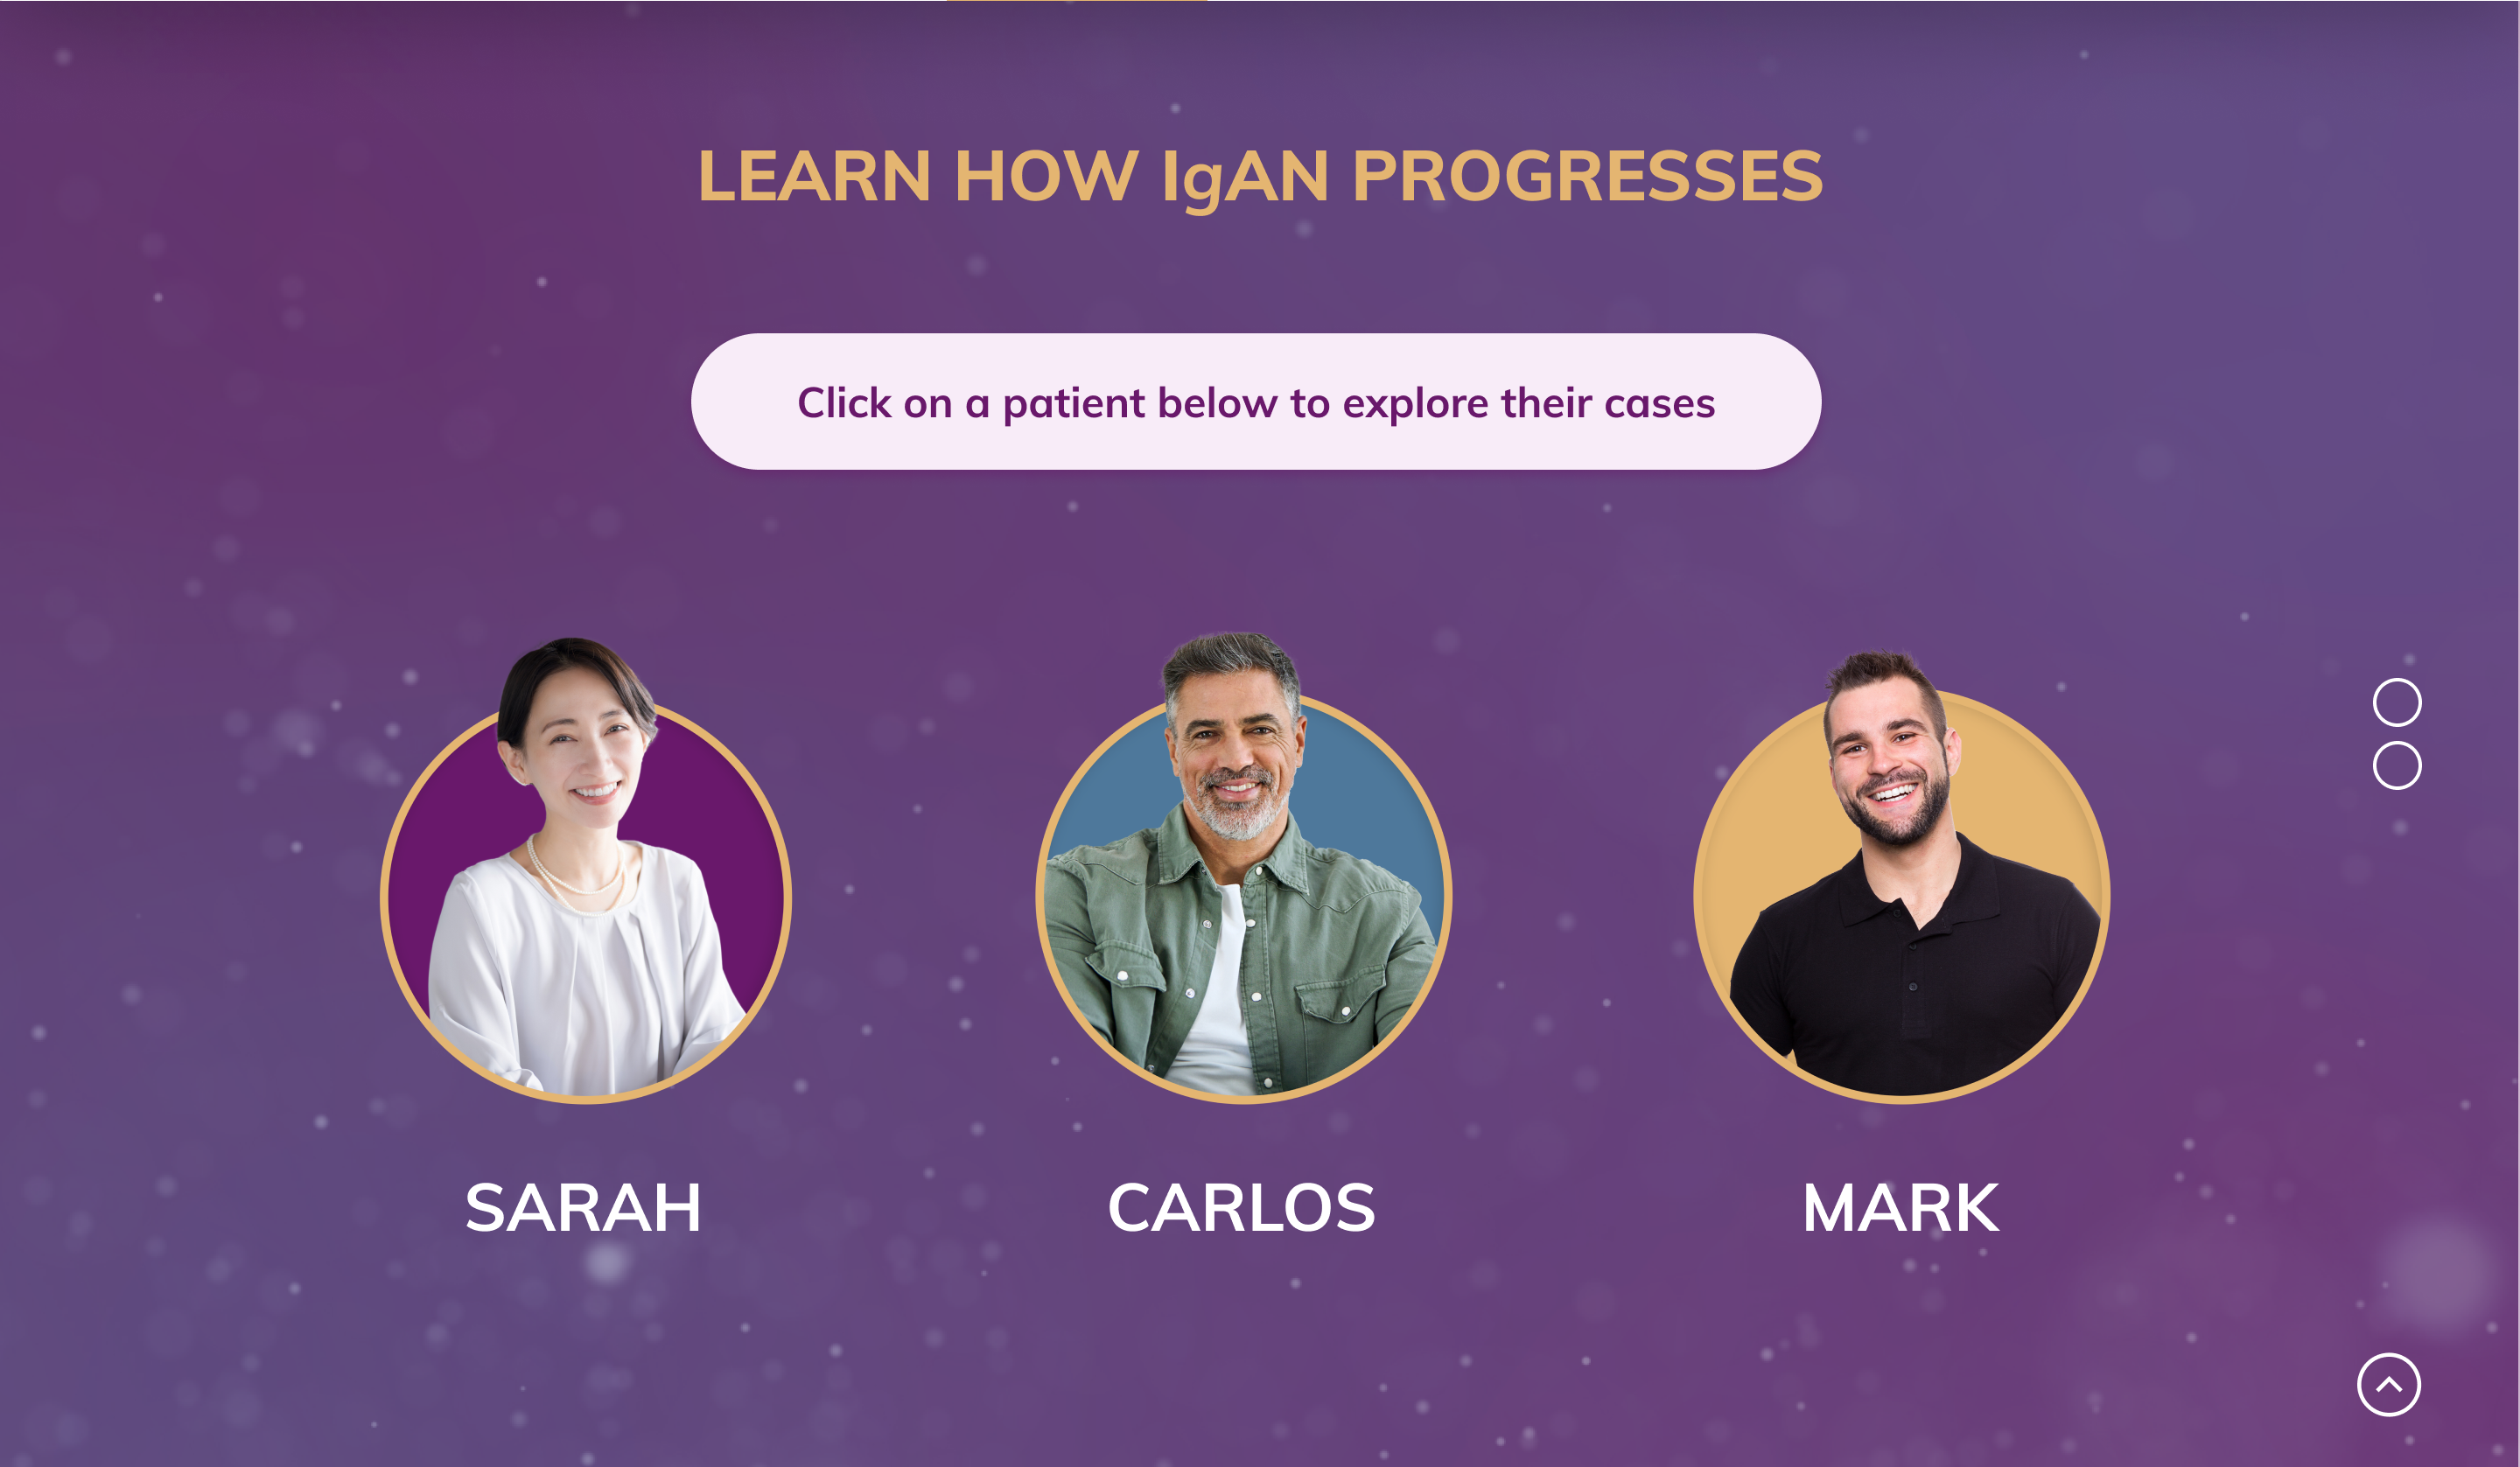 LEARN HOW IgAN PROGRESSES
Click on a patient below to explore their cases
SARAH
CARLOS
MARK